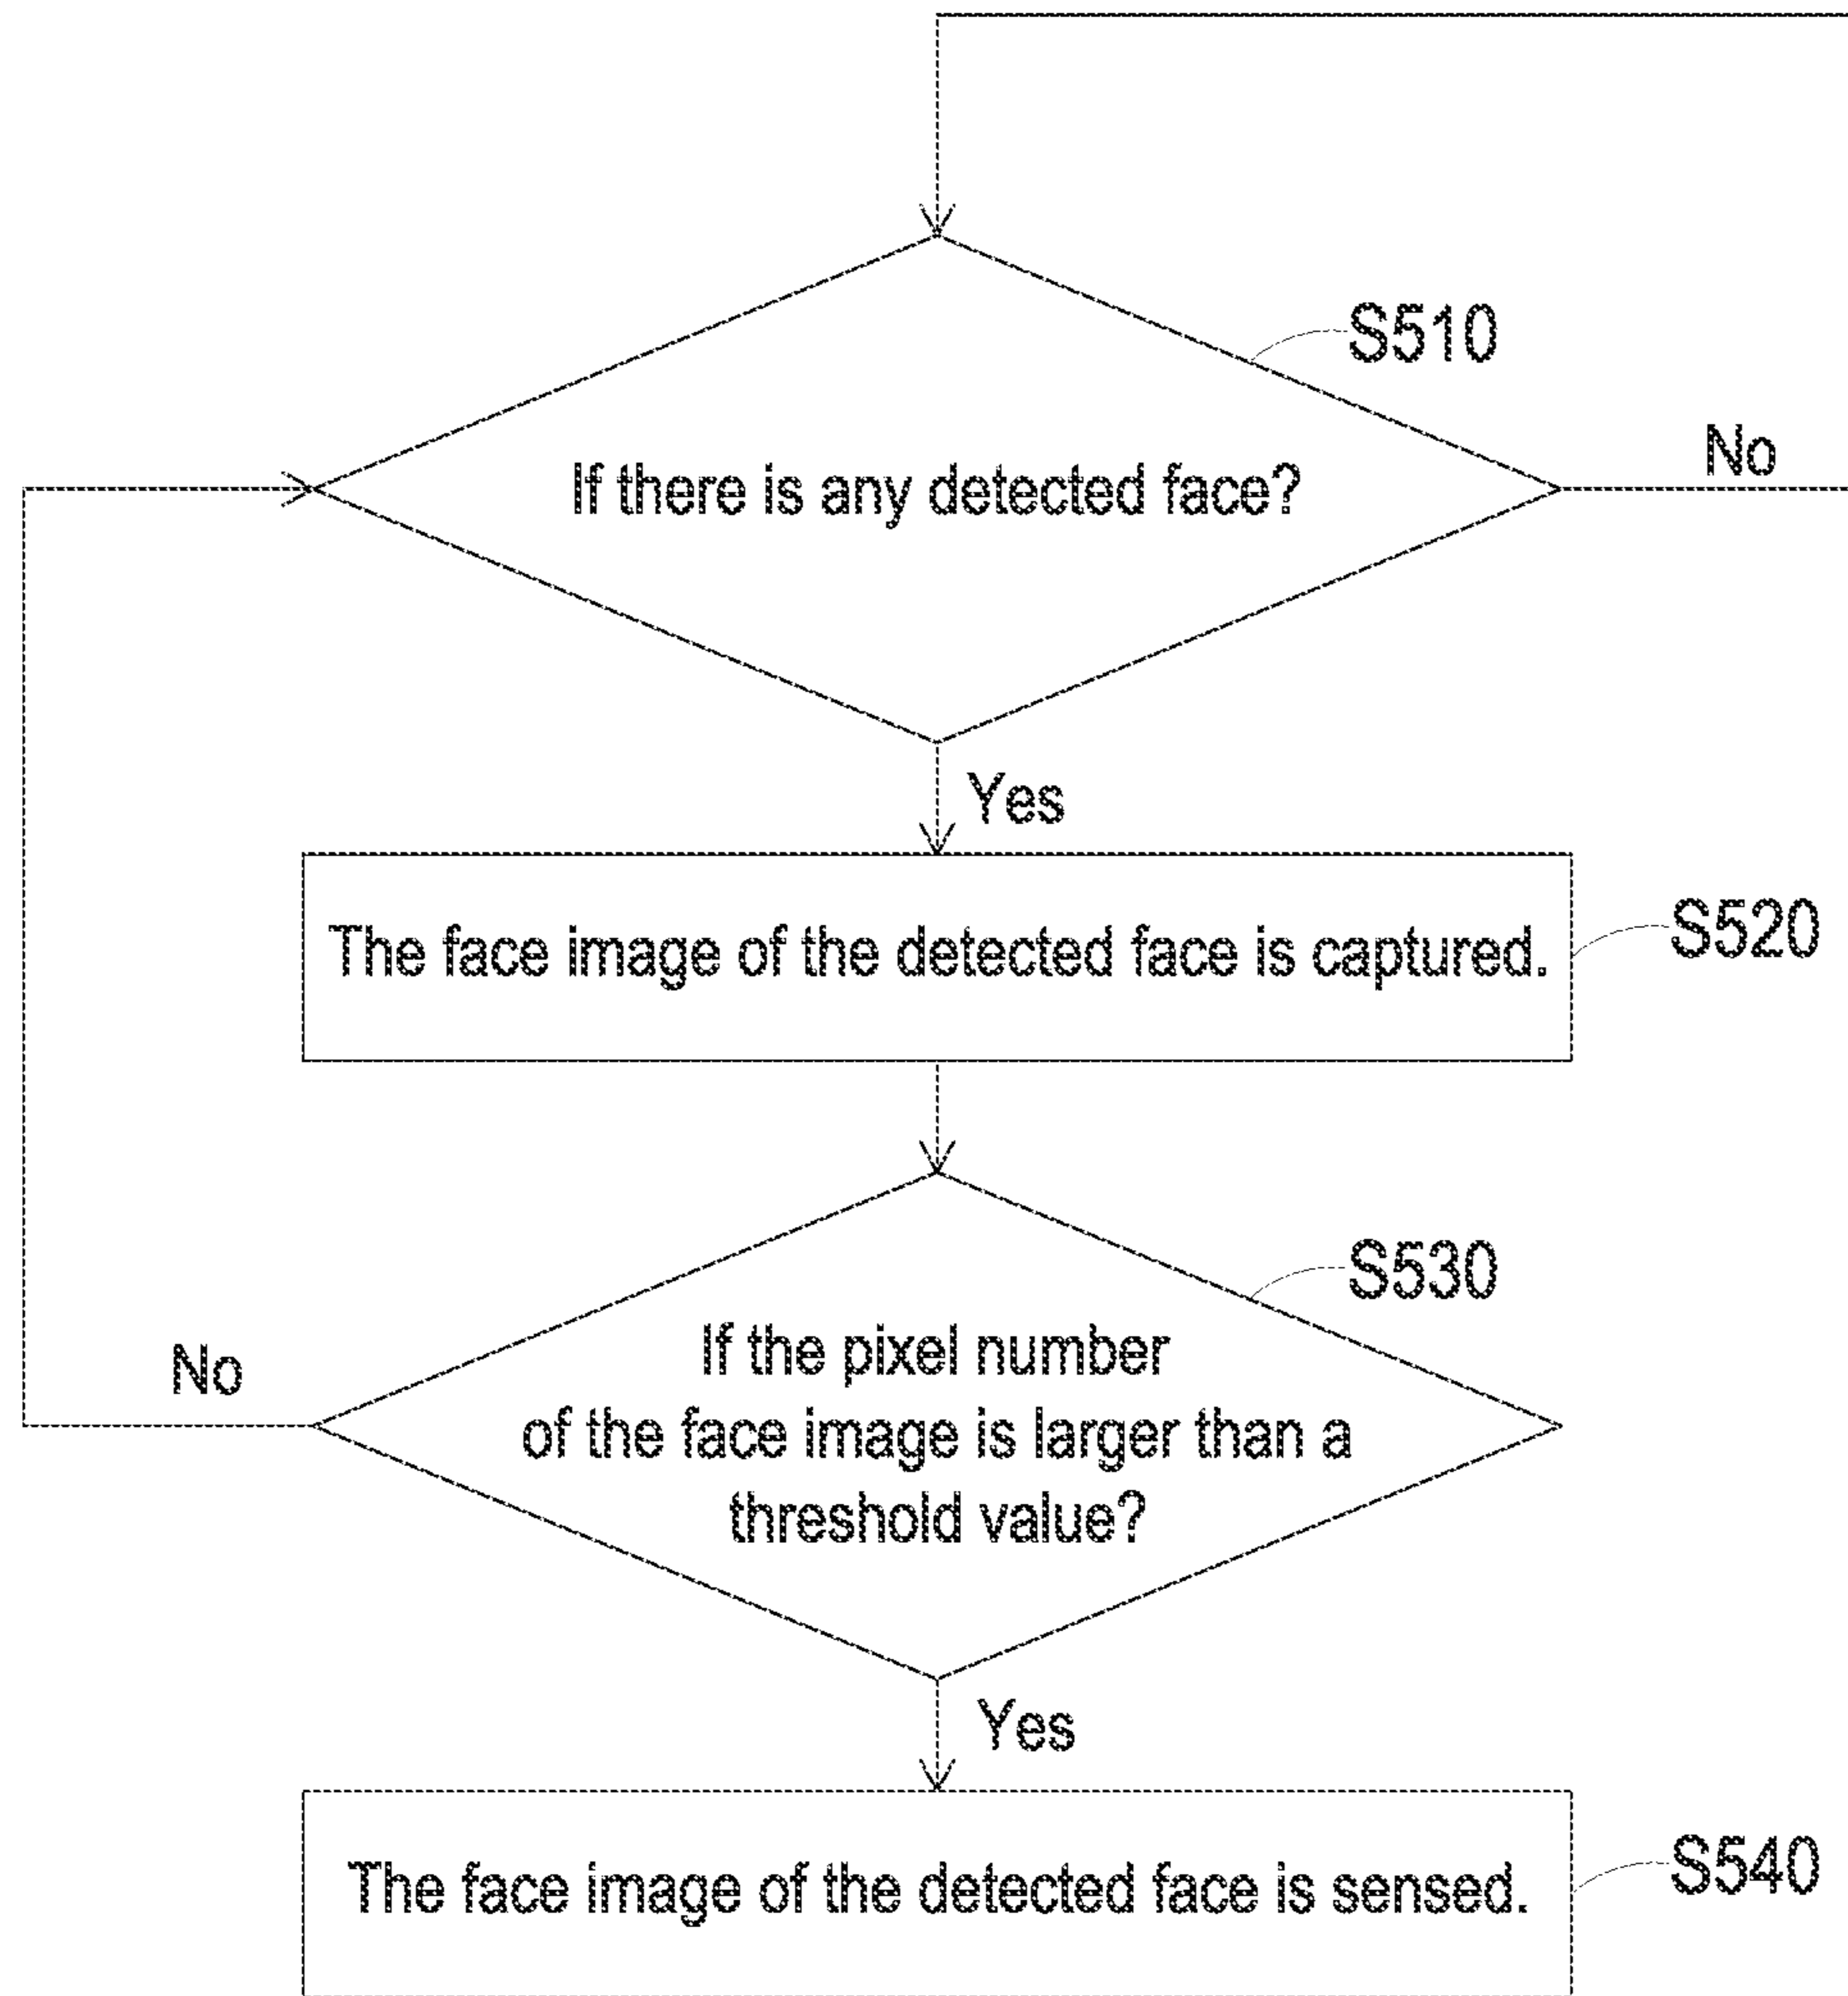 S510
If there is any detected face?
No
Yes
The face image of the detected face is captured.
S520
S530
If the pixel number
of the face image is larger than a
threshold value?
No
Yes
The face image of the detected face is sensed.
S540